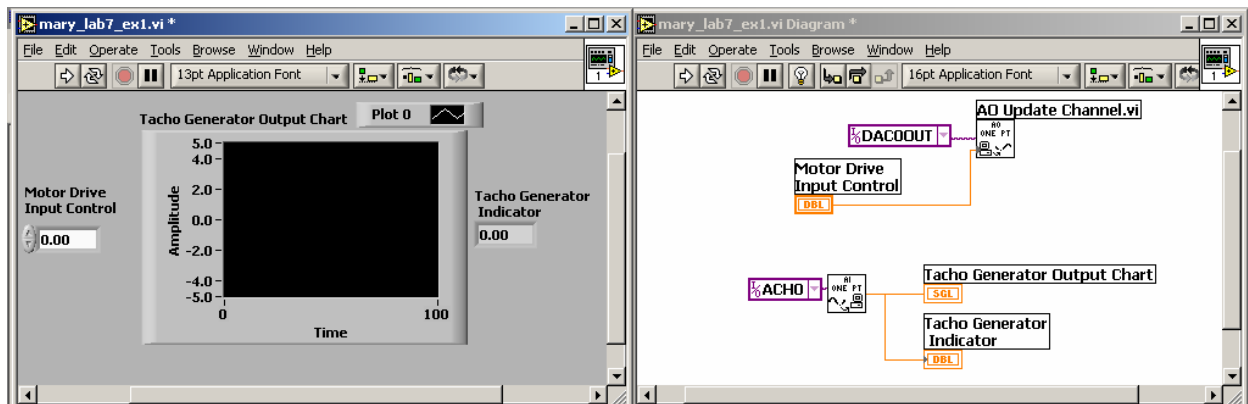 mary_lab7_ex1.vi *
File Edit Operate Tools Browse Window Help
13pt Application Font
1
Tacho Generator Output Chart
Plot 0
5.0
4.0
2.0
0.0
-2.0
-4.0
-5.0
Amplitude
0
100
Time
Motor Drive
Input Control
0.00
Tacho Generator
Indicator
0.00
mary_lab7_ex1.vi Diagram *
File Edit Operate Tools Browse Window Help
16pt Application Font
1
AO Update Channel.vi
AO
ONE PT
I/O DAC0OUT
Motor Drive
Input Control
DBL
I/O ACH0
AI
ONE PT
Tacho Generator Output Chart
SGL
Tacho Generator
Indicator
DBL